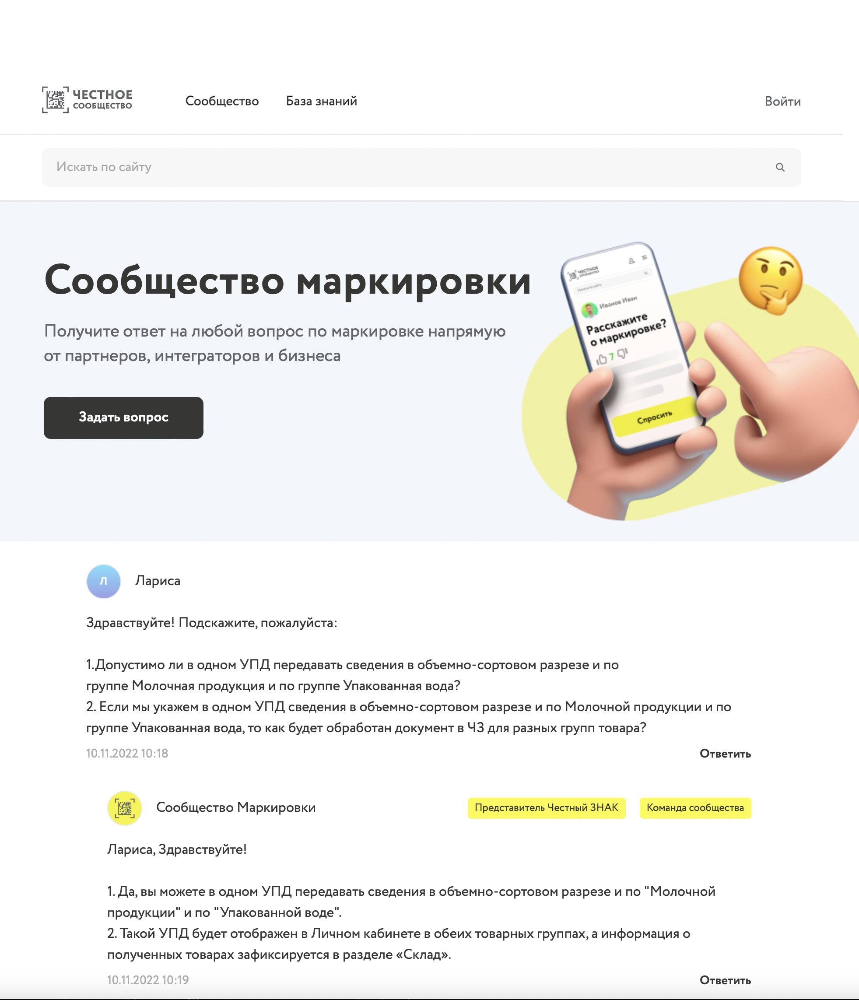 ЧЕСТНОЕ
СООБЩЕСТВО
Сообщество
База знаний
Войти
Искать по сайту
Сообщество маркировки
Получите ответ на любой вопрос по маркировке напрямую
от партнеров, интеграторов и бизнеса
Задать вопрос
ЧЕСТНОЕ
СООБЩЕСТВО
Искать по сайту
Иванов Иван
Расскажите
о маркировке?
7
Спросить
Л
Лариса
Здравствуйте! Подскажите, пожалуйста:
1.Допустимо ли в одном УПД передавать сведения в объемно-сортовом разрезе и по
группе Молочная продукция и по группе Упакованная вода?
2. Если мы укажем в одном УПД сведения в объемно-сортовом разрезе и по Молочной продукции и по
группе Упакованная вода, то как будет обработан документ в ЧЗ для разных групп товара?
10.11.2022 10:18
Ответить
Сообщество Маркировки
Представитель Честный ЗНАК
Команда сообщества
Лариса, Здравствуйте!
1. Да, вы можете в одном УПД передавать сведения в объемно-сортовом разрезе и по "Молочной
продукции" и по "Упакованной воде".
2. Такой УПД будет отображен в Личном кабинете в обеих товарных группах, а информация о
полученных товарах зафиксируется в разделе «Склад».
10.11.2022 10:19
Ответить